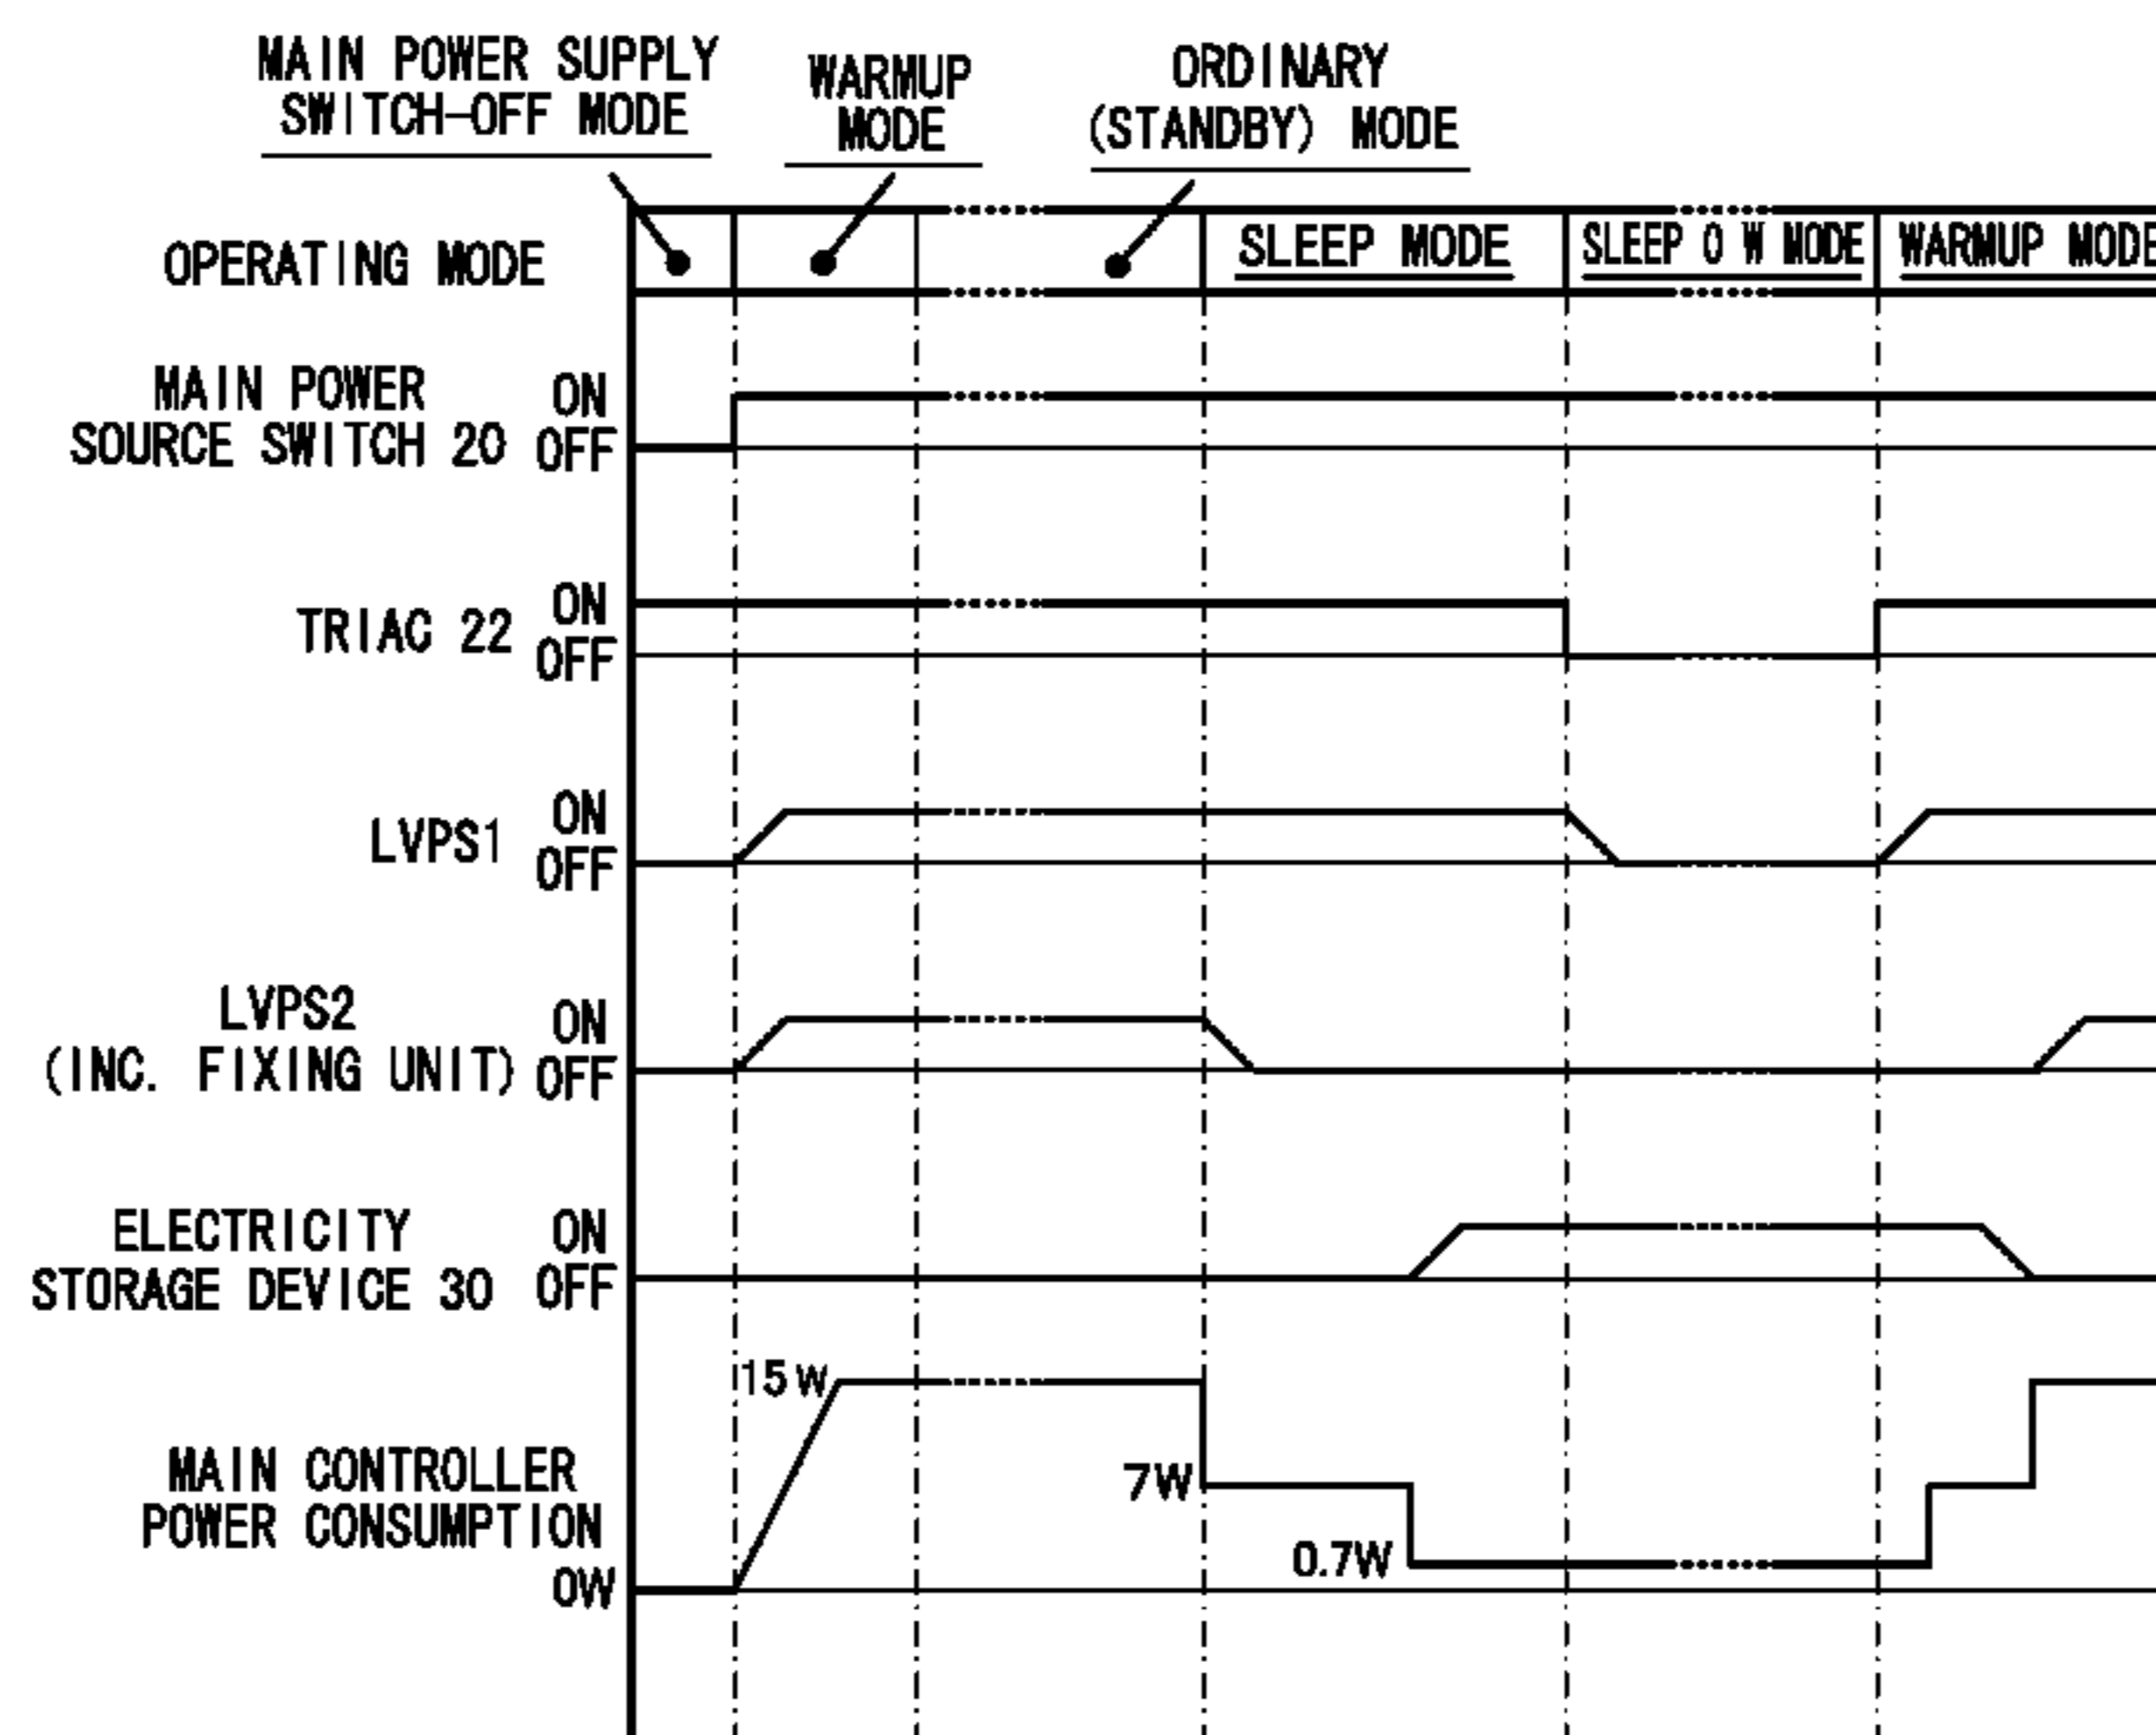 MAIN POWER SUPPLY
SWITCH-OFF MODE
WARMUP
MODE
ORDINARY
(STANDBY) MODE
OPERATING MODE
SLEEP MODE
SLEEP 0 W MODE
WARMUP MODE
MAIN POWER
SOURCE SWITCH 20
ON
OFF
TRIAC 22
ON
OFF
LVPS1
ON
OFF
LVPS2
(INC. FIXING UNIT)
ON
OFF
ELECTRICITY
STORAGE DEVICE 30
ON
OFF
15W
7W
0.7W
MAIN CONTROLLER
POWER CONSUMPTION
0W